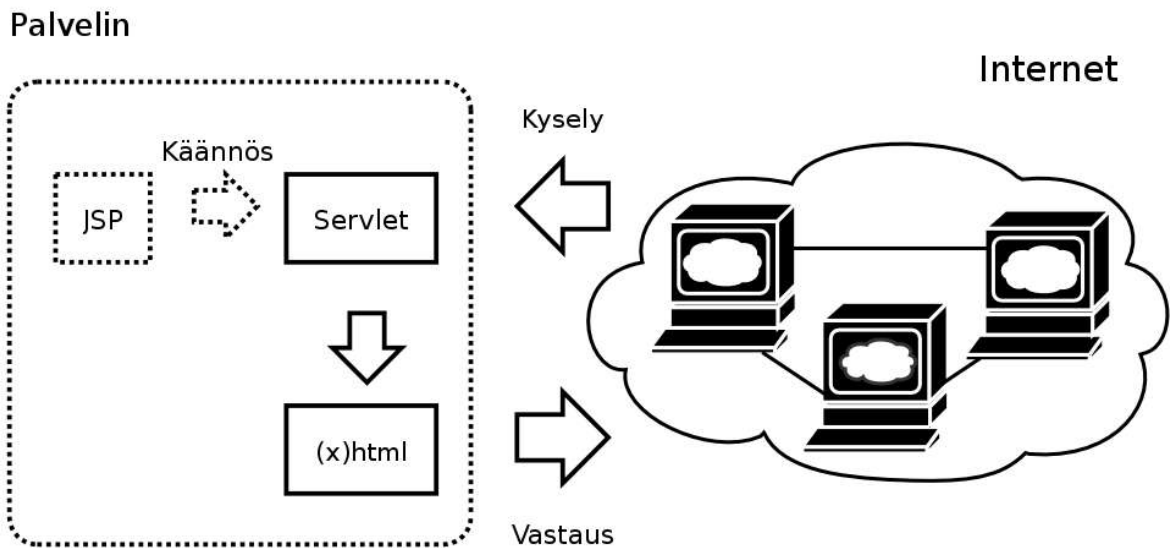 Palvelin
Internet
Kysely
Käännös
JSP
Servlet
(x)html
Vastaus